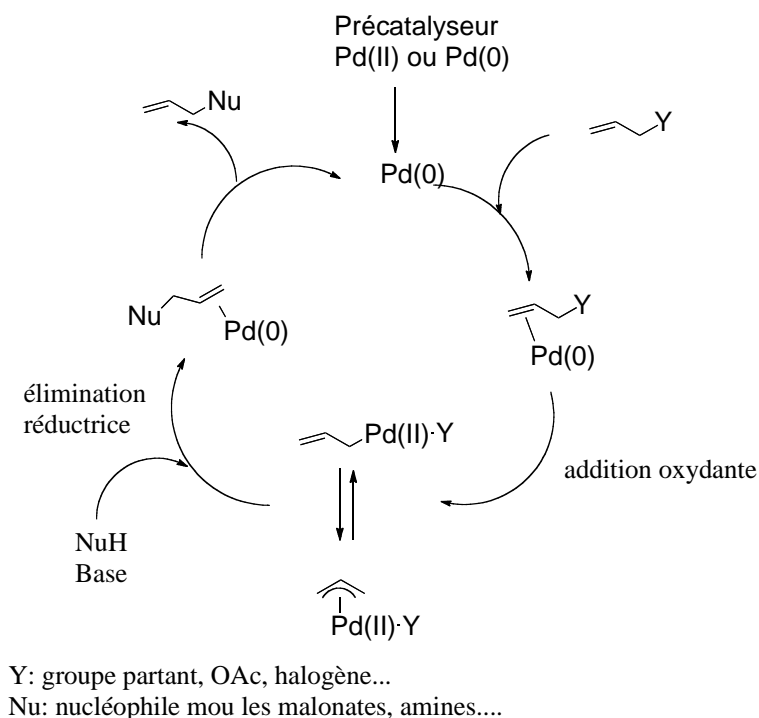 Précatalyseur
Pd(II) ou Pd(0)
Nu
Y
Pd(0)
Y
Pd(0)
Nu
Pd(0)
élimination
réductrice
Pd(II)·Y
addition oxydante
NuH
Base
Pd(II)·Y
Y: groupe partant, OAc, halogène...
Nu: nucléophile mou les malonates, amines....